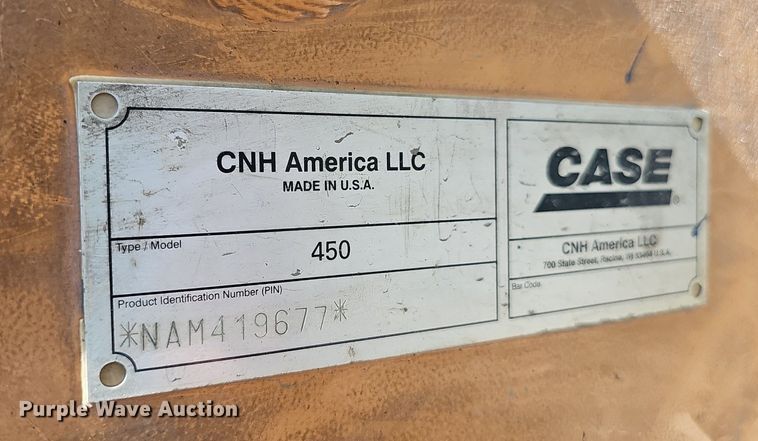 CNH America LLC
MADE IN U.S.A.
Type / Model
450
Product Identification Number (PIN)
*NAM419677*
CASE
®
CNH America LLC
700 State Street, Racine, WI 53404 U.S.A.
Bar Code
Purple Wave Auction